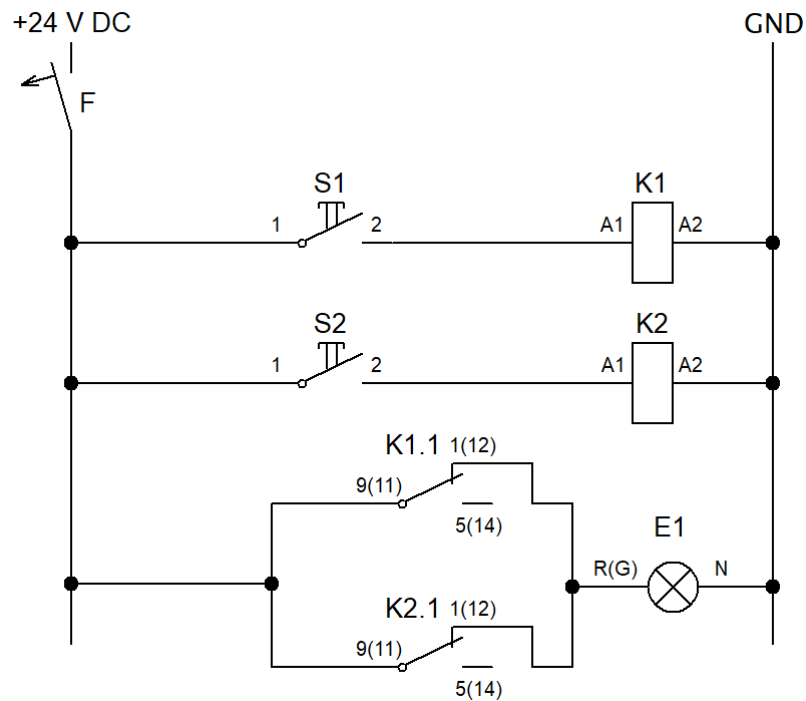 +24 V DC
GND
F
S1
K1
1
2
A1
A2
S2
K2
1
2
A1
A2
K1.1 1(12)
9(11)
5(14)
E1
R(G)
N
K2.1 1(12)
9(11)
5(14)